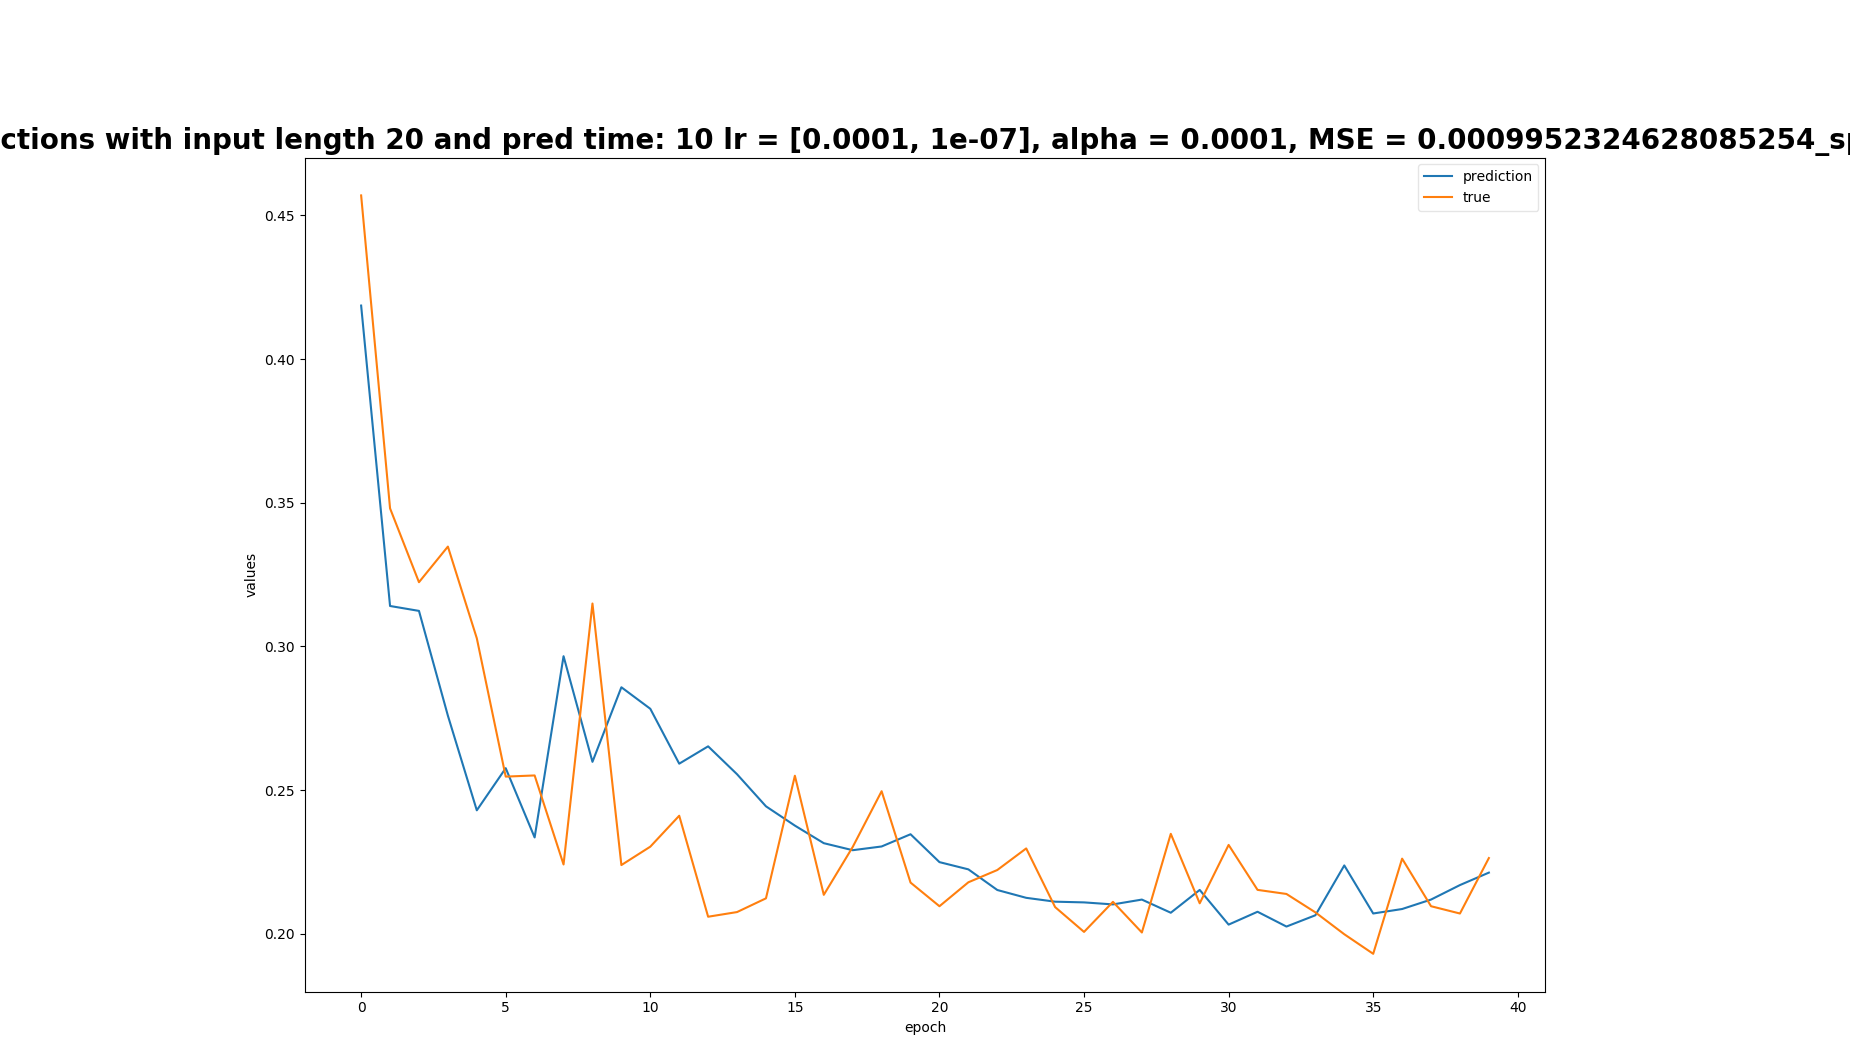 ctions with input length 20 and pred time: 10 lr = [0.0001, 1e-07], alpha = 0.0001, MSE = 0.0009952324628085254_sp
prediction
true
0.45
0.40
0.35
0.30
0.25
0.20
values
0 5 10 15 20 25 30 35 40
epoch